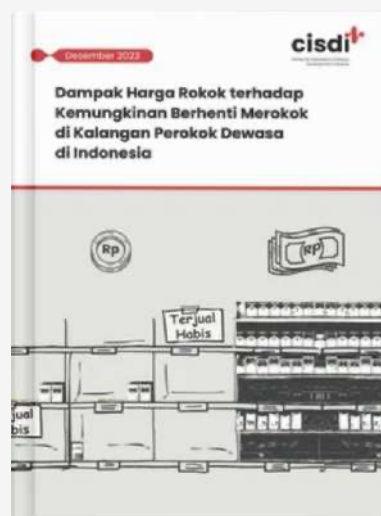 Desember 2023
cisdi
Dampak Harga Rokok terhadap
Kemungkinan Berhenti Merokok
di Kalangan Perokok Dewasa
di Indonesia
Rp
Rp
Terjual
Habis
jual
bis